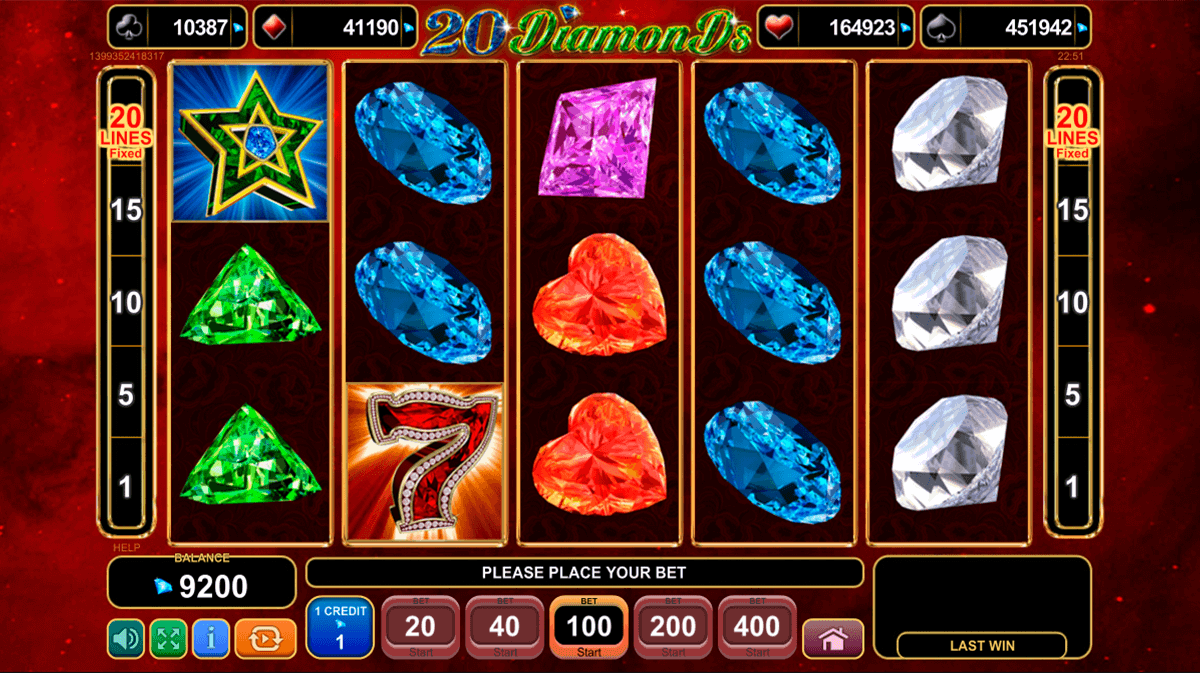 10387
41190
20 Diamonds
164923
451942
1399352418317
22:51
20
LINES
Fixed
15
10
5
1
20
LINES
Fixed
15
10
5
1
7
HELP
BALANCE
9200
PLEASE PLACE YOUR BET
1 CREDIT
1
BET
20
Start
BET
40
Start
BET
100
Start
BET
200
Start
BET
400
Start
i
LAST WIN